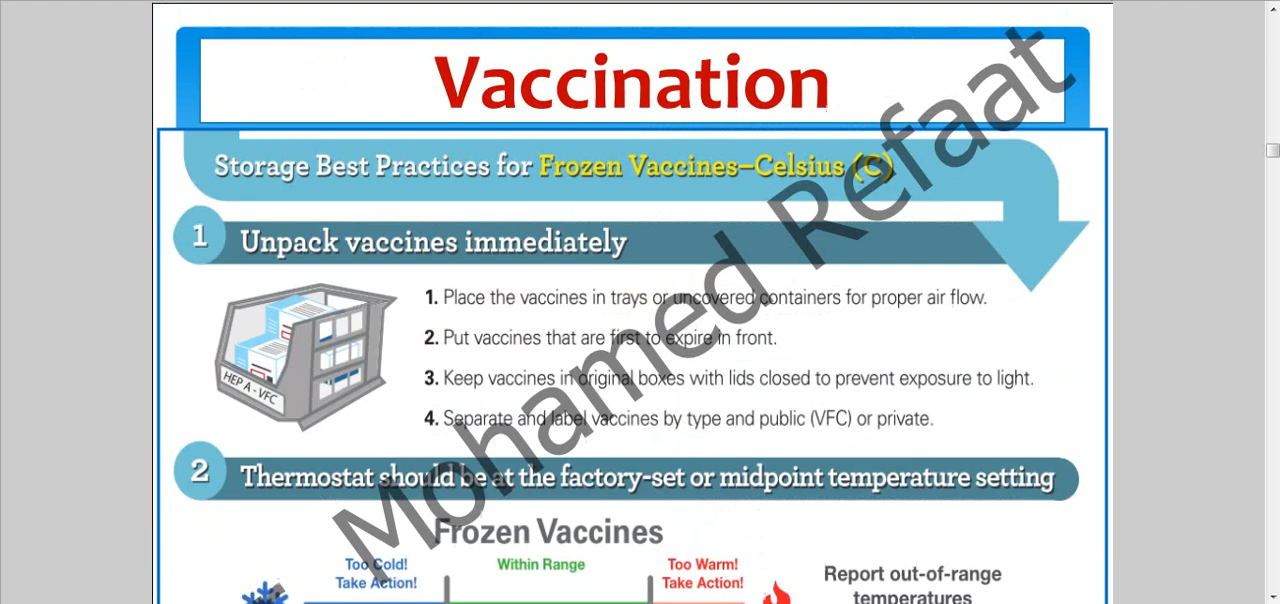 Vaccination
Storage Best Practices for Frozen Vaccines–Celsius (C)
1 Unpack vaccines immediately
1. Place the vaccines in trays or uncovered containers for proper air flow.
2. Put vaccines that are first to expire in front.
3. Keep vaccines in original boxes with lids closed to prevent exposure to light.
4. Separate and label vaccines by type and public (VFC) or private.
HEP A - VFC
2 Thermostat should be at the factory-set or midpoint temperature setting
Frozen Vaccines
Too Cold!
Take Action!
Within Range
Too Warm!
Take Action!
Report out-of-range
temperatures
Mohamed Refaat